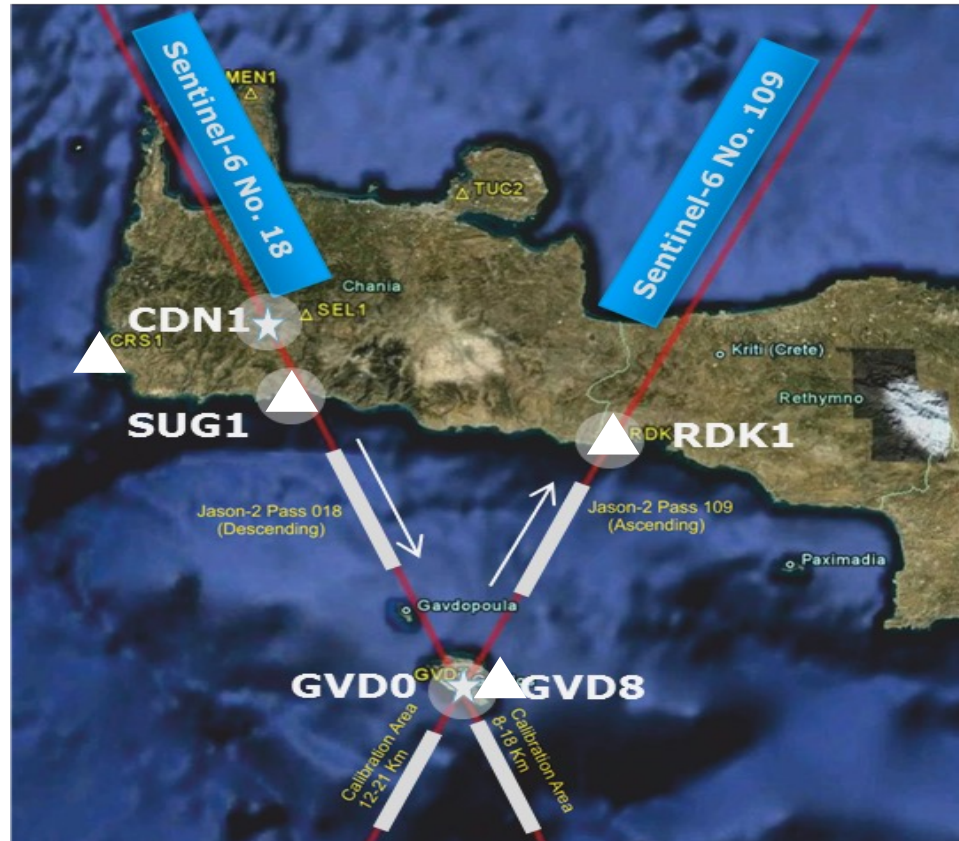 Sentinel-6 No. 18
Sentinel-6 No. 109
MEN1
TUC2
Chania
CDN1
SEL1
CRS1
Kriti (Crete)
Rethymno
SUG1
RDK
RDK1
Jason-2 Pass 018
(Descending)
Jason-2 Pass 109
(Ascending)
Paximadia
Gavdopoula
GVD0
GVD8
Calibration Area
12-21 Km
Calibration Area
8-18 Km